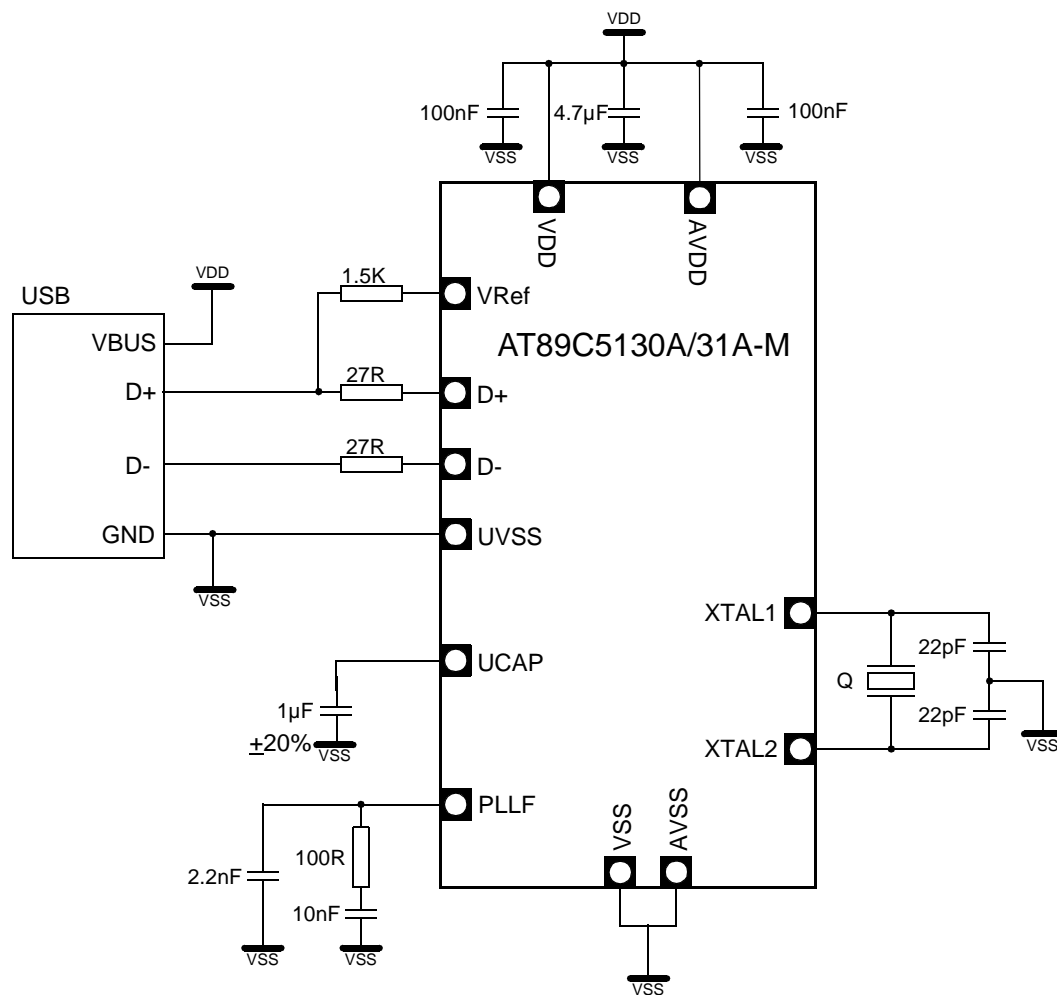 VDD
100nF
4.7µF
100nF
VSS
VSS
VSS
VDD
AVDD
VDD
1.5K
VRef
USB
AT89C5130A/31A-M
VBUS
27R
D+
D+
27R
D-
D-
GND
UVSS
VSS
XTAL1
22pF
UCAP
Q
1µF
22pF
±20%
VSS
VSS
XTAL2
PLLF
VSS
AVSS
100R
2.2nF
10nF
VSS
VSS
VSS